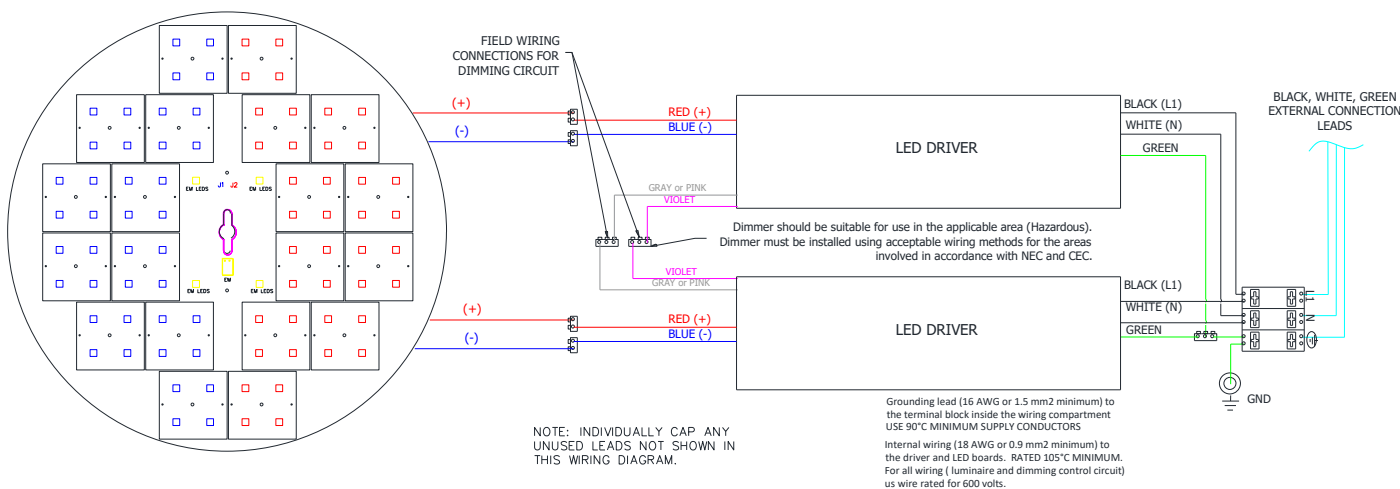 FIELD WIRING
CONNECTIONS FOR
DIMMING CIRCUIT
(+)
(-)
RED (+)
BLUE (-)
LED DRIVER
BLACK (L1)
WHITE (N)
GREEN
BLACK, WHITE, GREEN
EXTERNAL CONNECTION
LEADS
EM LEDS
J1
J2
EM LEDS
GRAY or PINK
VIOLET
Dimmer should be suitable for use in the applicable area (Hazardous).
Dimmer must be installed using acceptable wiring methods for the areas
involved in accordance with NEC and CEC.
EM
EM LEDS
EM LEDS
VIOLET
GRAY or PINK
(+)
(-)
RED (+)
BLUE (-)
LED DRIVER
BLACK (L1)
WHITE (N)
GREEN
L1
N
GND
NOTE: INDIVIDUALLY CAP ANY
UNUSED LEADS NOT SHOWN IN
THIS WIRING DIAGRAM.
Grounding lead (16 AWG or 1.5 mm2 minimum) to
the terminal block inside the wiring compartment
USE 90°C MINIMUM SUPPLY CONDUCTORS
Internal wiring (18 AWG or 0.9 mm2 minimum) to
the driver and LED boards.  RATED 105°C MINIMUM.
For all wiring ( luminaire and dimming control circuit)
us wire rated for 600 volts.